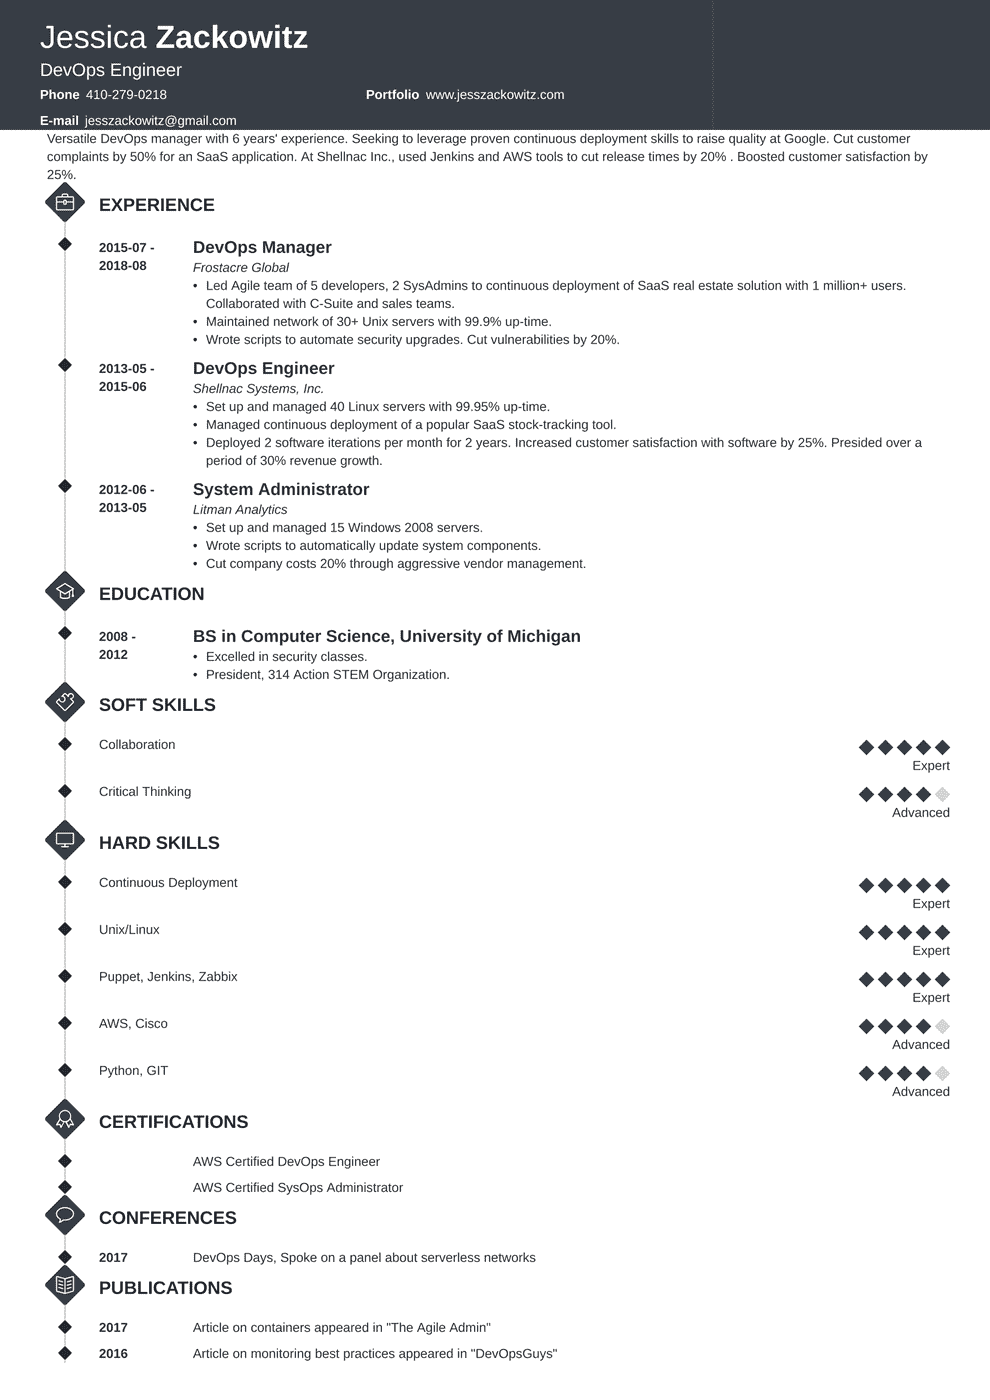 Jessica Zackowitz
DevOps Engineer
Phone 410-279-0218 Portfolio www.jesszackowitz.com
E-mail jesszackowitz@gmail.com
Versatile DevOps manager with 6 years' experience. Seeking to leverage proven continuous deployment skills to raise quality at Google. Cut customer
complaints by 50% for an SaaS application. At Shellnac Inc., used Jenkins and AWS tools to cut release times by 20% . Boosted customer satisfaction by
25%.
EXPERIENCE
2015-07 - DevOps Manager
2018-08 Frostacre Global
• Led Agile team of 5 developers, 2 SysAdmins to continuous deployment of SaaS real estate solution with 1 million+ users.
Collaborated with C-Suite and sales teams.
• Maintained network of 30+ Unix servers with 99.9% up-time.
• Wrote scripts to automate security upgrades. Cut vulnerabilities by 20%.
2013-05 - DevOps Engineer
2015-06 Shellnac Systems, Inc.
• Set up and managed 40 Linux servers with 99.95% up-time.
• Managed continuous deployment of a popular SaaS stock-tracking tool.
• Deployed 2 software iterations per month for 2 years. Increased customer satisfaction with software by 25%. Presided over a
period of 30% revenue growth.
2012-06 - System Administrator
2013-05 Litman Analytics
• Set up and managed 15 Windows 2008 servers.
• Wrote scripts to automatically update system components.
• Cut company costs 20% through aggressive vendor management.
EDUCATION
2008 - BS in Computer Science, University of Michigan
2012 • Excelled in security classes.
• President, 314 Action STEM Organization.
SOFT SKILLS
Collaboration
Expert
Critical Thinking
Advanced
HARD SKILLS
Continuous Deployment
Expert
Unix/Linux
Expert
Puppet, Jenkins, Zabbix
Expert
AWS, Cisco
Advanced
Python, GIT
Advanced
CERTIFICATIONS
AWS Certified DevOps Engineer
AWS Certified SysOps Administrator
CONFERENCES
2017 DevOps Days, Spoke on a panel about serverless networks
PUBLICATIONS
2017 Article on containers appeared in "The Agile Admin"
2016 Article on monitoring best practices appeared in "DevOpsGuys"